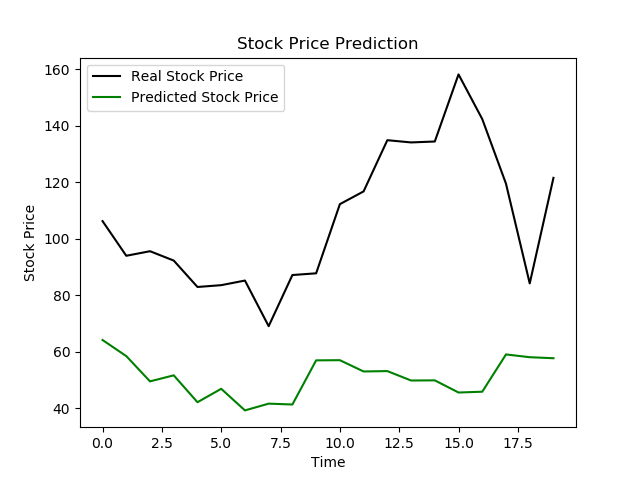 Stock Price Prediction
Real Stock Price
Predicted Stock Price
Stock Price
160
140
120
100
80
60
40
0.0 2.5 5.0 7.5 10.0 12.5 15.0 17.5
Time